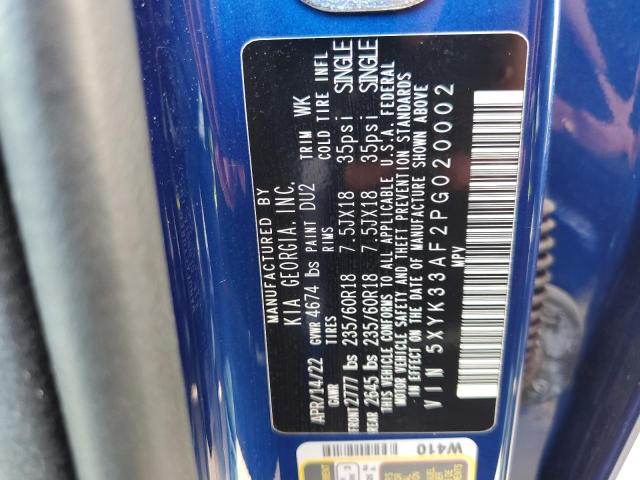 MANUFACTURED BY
KIA GEORGIA, INC.
APR/14/22 GVWR 4674 lbs PAINT DU2 TRIM WK
GAWR TIRES RIMS COLD TIRE INFL
FRONT 2777 lbs 235/60R18 7.5JX18 35psi SINGLE
REAR 2645 lbs 235/60R18 7.5JX18 35psi SINGLE
THIS VEHICLE CONFORMS TO ALL APPLICABLE U.S.A. FEDERAL
MOTOR VEHICLE SAFETY AND THEFT PREVENTION STANDARDS
IN EFFECT ON THE DATE OF MANUFACTURE SHOWN ABOVE
VIN 5XYK33AF2PG020002
MPV
W410